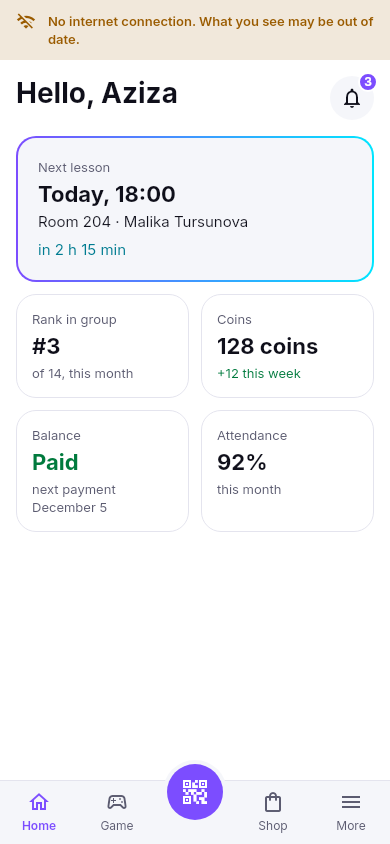 No internet connection. What you see may be out of
date.
Hello, Aziza
3
Next lesson
Today, 18:00
Room 204 · Malika Tursunova
in 2 h 15 min
Rank in group
#3
of 14, this month
Coins
128 coins
+12 this week
Balance
Paid
next payment
December 5
Attendance
92%
this month
Home
Game
Shop
More